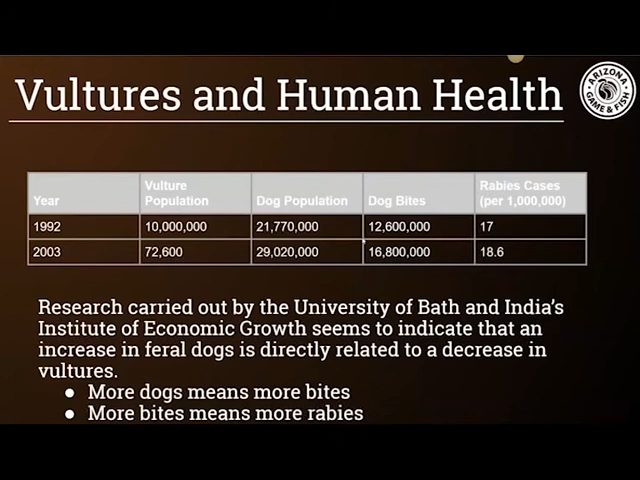 Vultures and Human Health
ARIZONA
GAME & FISH
Year Vulture Population Dog Population Dog Bites Rabies Cases (per 1,000,000)
1992 10,000,000 21,770,000 12,600,000 17
2003 72,600 29,020,000 16,800,000 18.6
Research carried out by the University of Bath and India's
Institute of Economic Growth seems to indicate that an
increase in feral dogs is directly related to a decrease in
vultures.
● More dogs means more bites
● More bites means more rabies